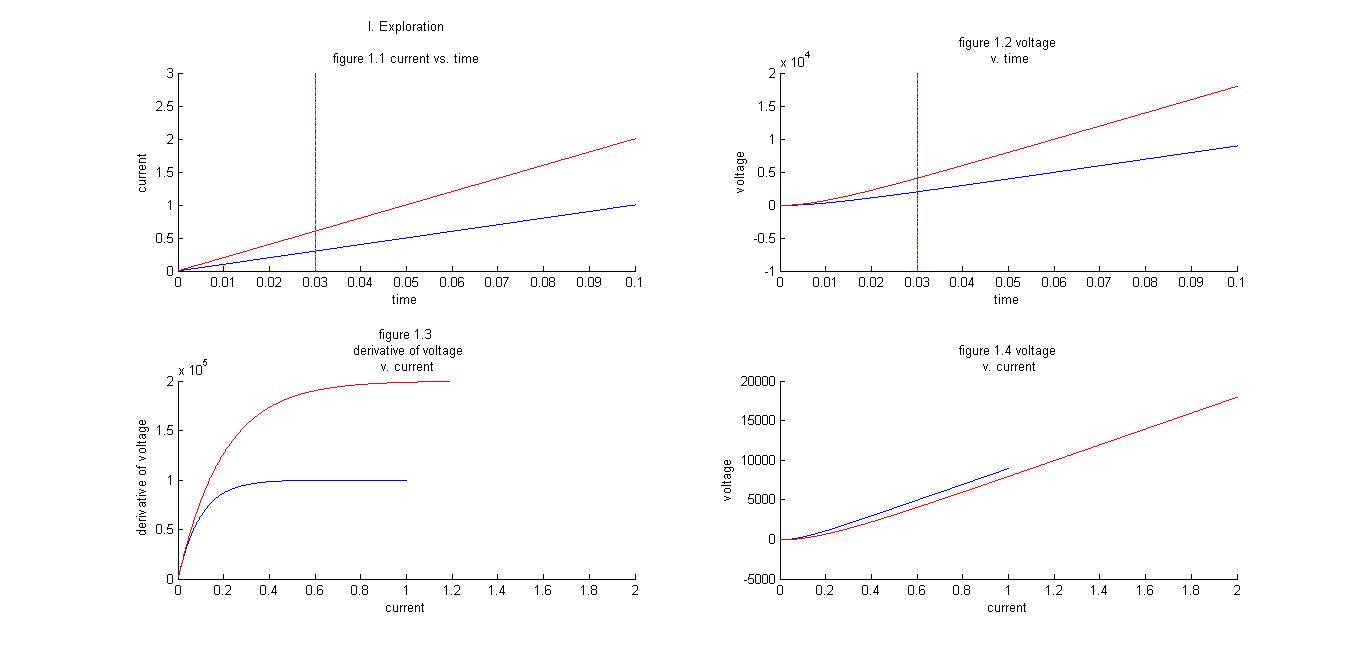 I. Exploration
figure 1.1 current vs. time
3
2.5
2
1.5
1
0.5
0
current
0 0.01 0.02 0.03 0.04 0.05 0.06 0.07 0.08 0.09 0.1
time
figure 1.2 voltage
v. time
x 10^4
2
1.5
1
0.5
0
-0.5
-1
voltage
0 0.01 0.02 0.03 0.04 0.05 0.06 0.07 0.08 0.09 0.1
time
figure 1.3
derivative of voltage
v. current
x 10^5
2
1.5
1
0.5
0
derivative of voltage
0 0.2 0.4 0.6 0.8 1 1.2 1.4 1.6 1.8 2
current
figure 1.4 voltage
v. current
20000
15000
10000
5000
0
-5000
voltage
0 0.2 0.4 0.6 0.8 1 1.2 1.4 1.6 1.8 2
current